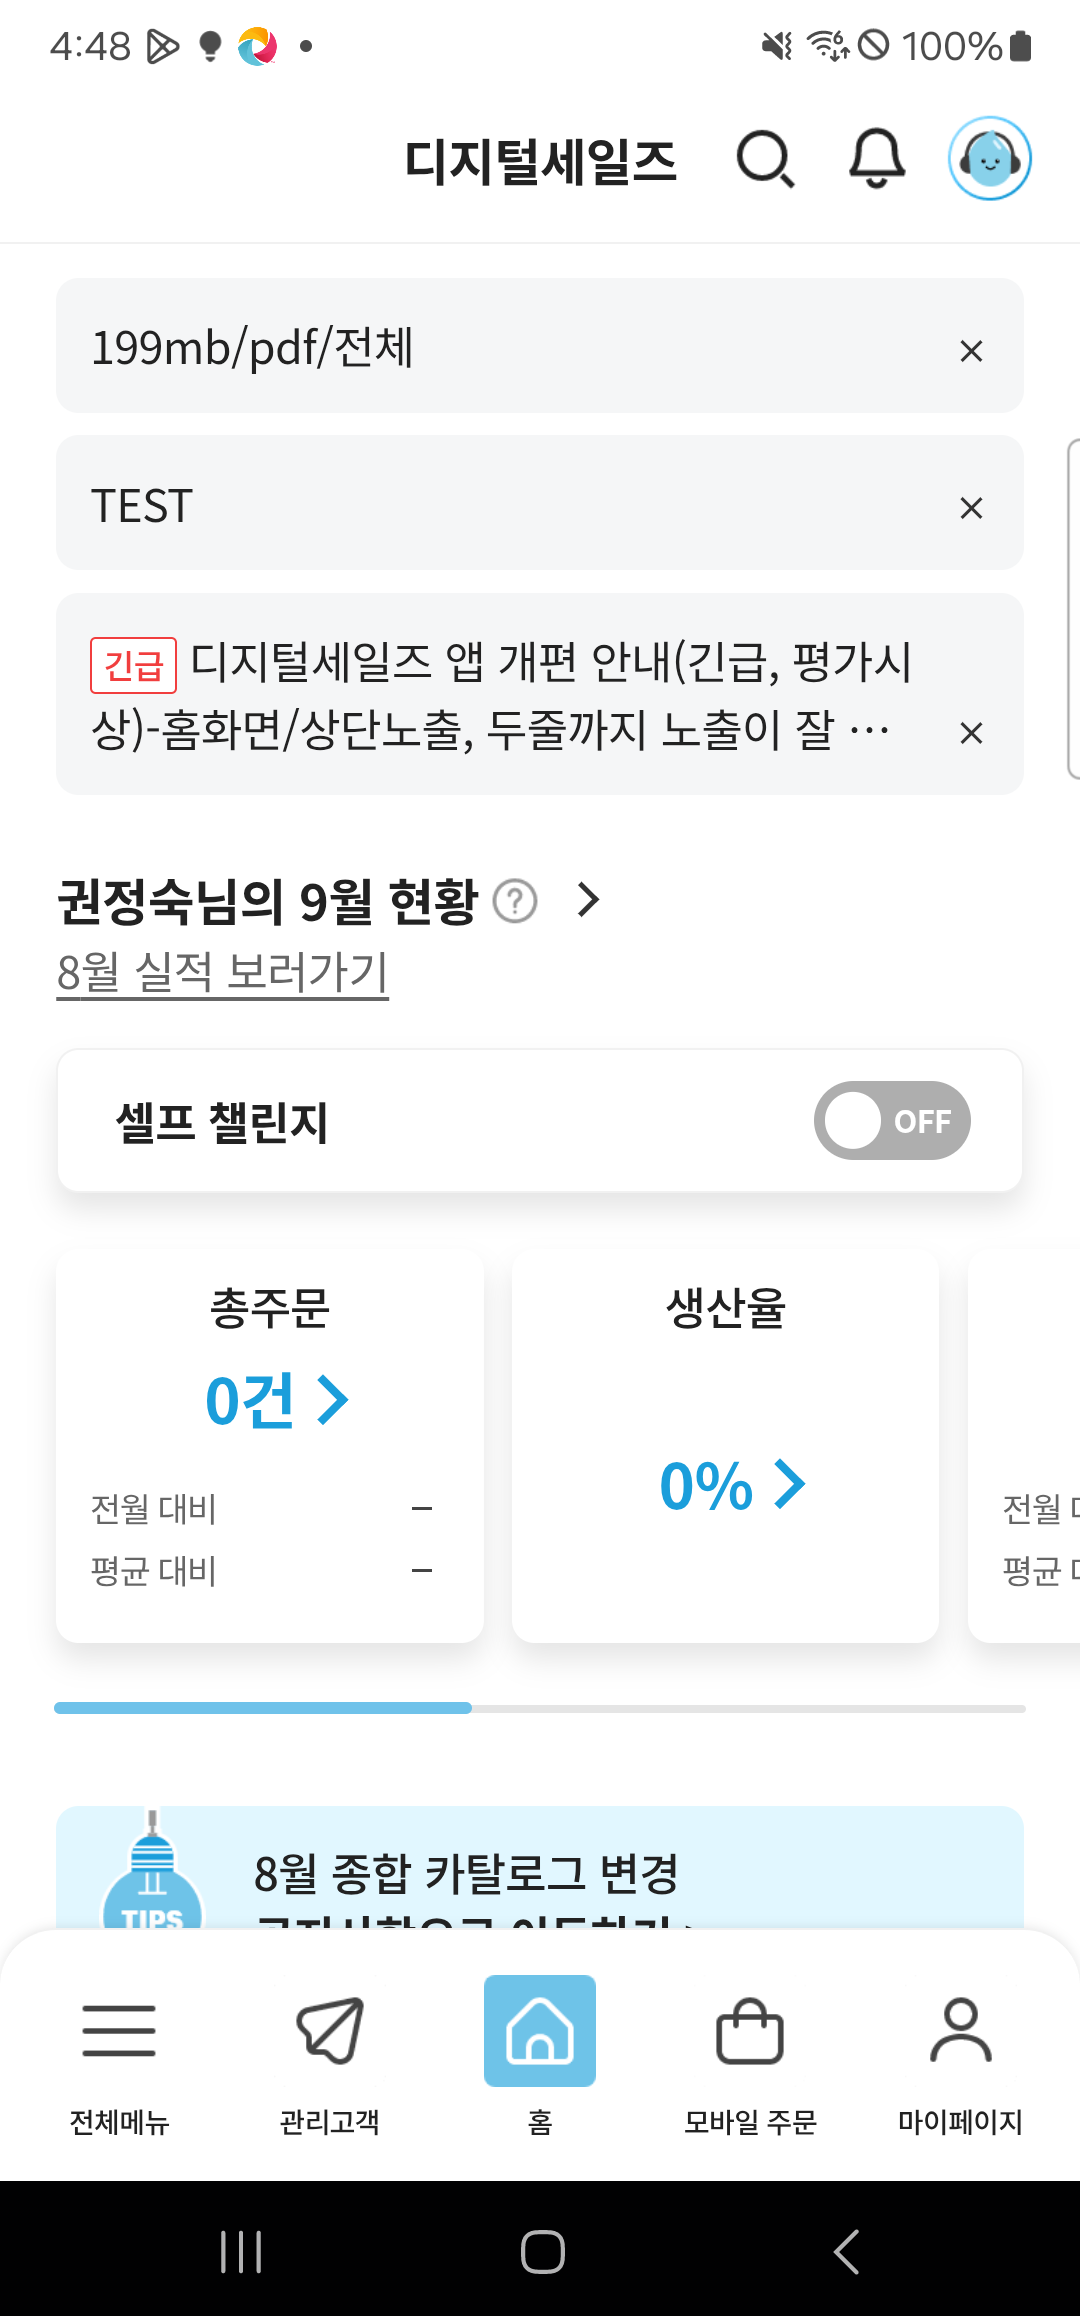 4:48
100%
디지털세일즈
199mb/pdf/전체
TEST
긴급 디지털세일즈 앱 개편 안내(긴급, 평가시
상)-홈화면/상단노출, 두줄까지 노출이 잘 ···
권정숙님의 9월 현황
8월 실적 보러가기
셀프 챌린지
OFF
총주문
생산율
0건
0%
전월 대비 –
평균 대비 –
전월
평균
8월 종합 카탈로그 변경
TIPS
전체메뉴
관리고객
홈
모바일 주문
마이페이지